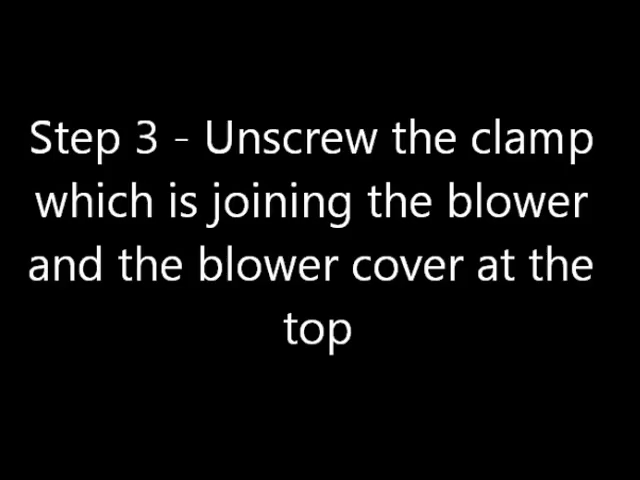 Step 3 - Unscrew the clamp
which is joining the blower
and the blower cover at the
top